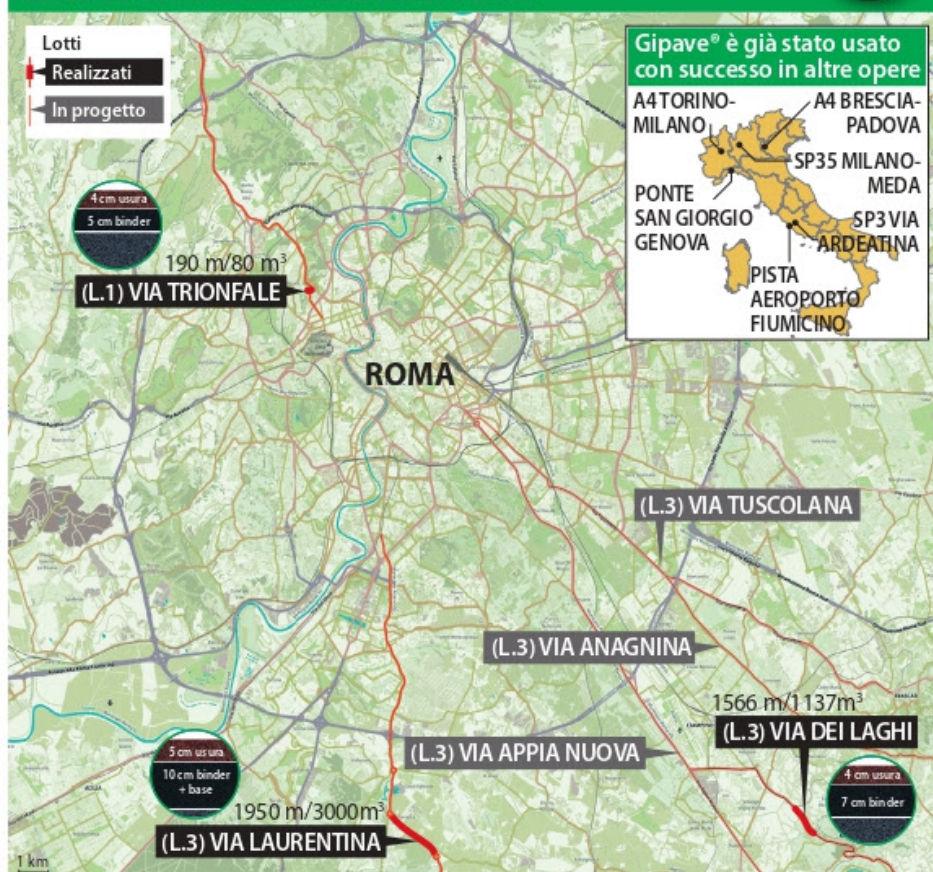 Lotti
Realizzati
In progetto
Gipave® è già stato usato
con successo in altre opere
A4 TORINO-
MILANO
A4 BRESCIA-
PADOVA
SP35 MILANO-
MEDA
PONTE
SAN GIORGIO
GENOVA
SP3 VIA
ARDEATINA
PISTA
AEROPORTO
FIUMICINO
4 cm usura
5 cm binder
190 m/80 m³
(L.1) VIA TRIONFALE
ROMA
(L.3) VIA TUSCOLANA
(L.3) VIA ANAGNINA
1566 m/1137m³
(L.3) VIA DEI LAGHI
(L.3) VIA APPIA NUOVA
4 cm usura
7 cm binder
5 cm usura
10 cm binder
+ base
1950 m/3000m³
(L.3) VIA LAURENTINA
1 km